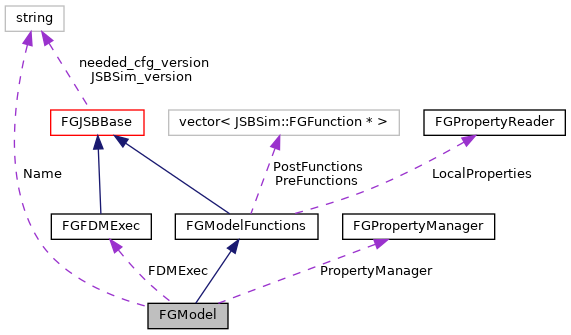 string
needed_cfg_version
JSBSim_version
FGJSBBase
vector< JSBSim::FGFunction * >
FGPropertyReader
PostFunctions
PreFunctions
Name
LocalProperties
FGFDMExec
FGModelFunctions
FGPropertyManager
FDMExec
PropertyManager
FGModel